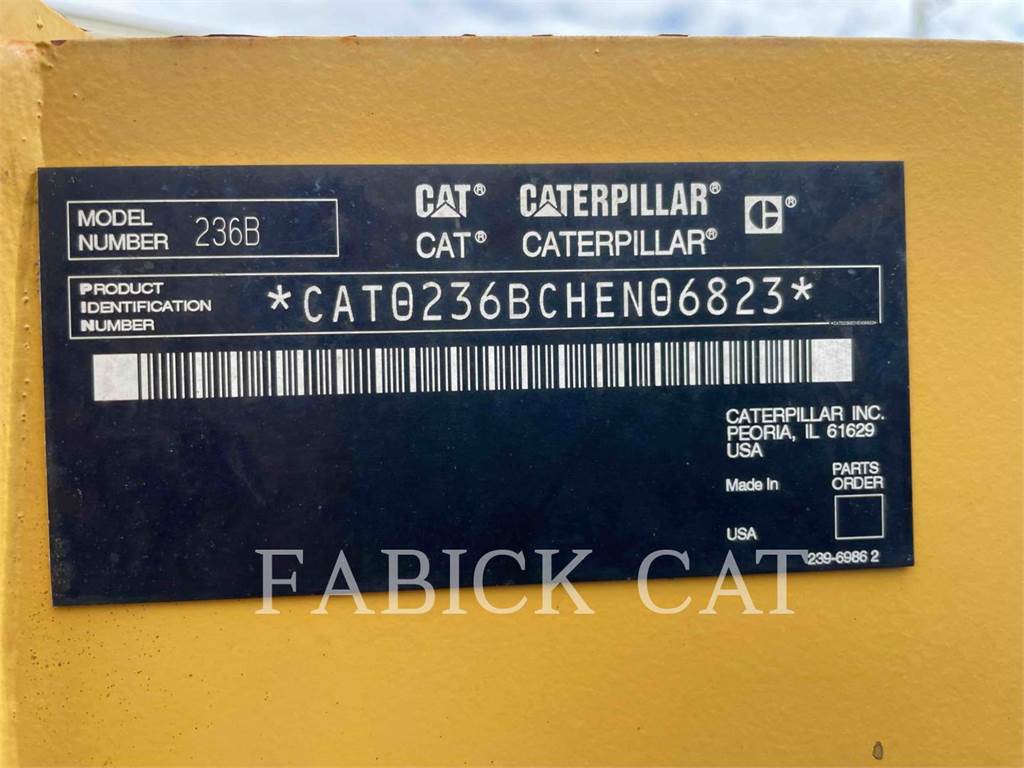 MODEL
NUMBER 236B
CAT® CATERPILLAR® C®
CAT® CATERPILLAR®
PRODUCT
IDENTIFICATION
NUMBER
*CAT0236BCHEN06823*
*CAT0236BCHEN06823*
CATERPILLAR INC.
PEORIA, IL 61629
USA
Made In
USA
PARTS
ORDER
239-6986 2
FABICK CAT